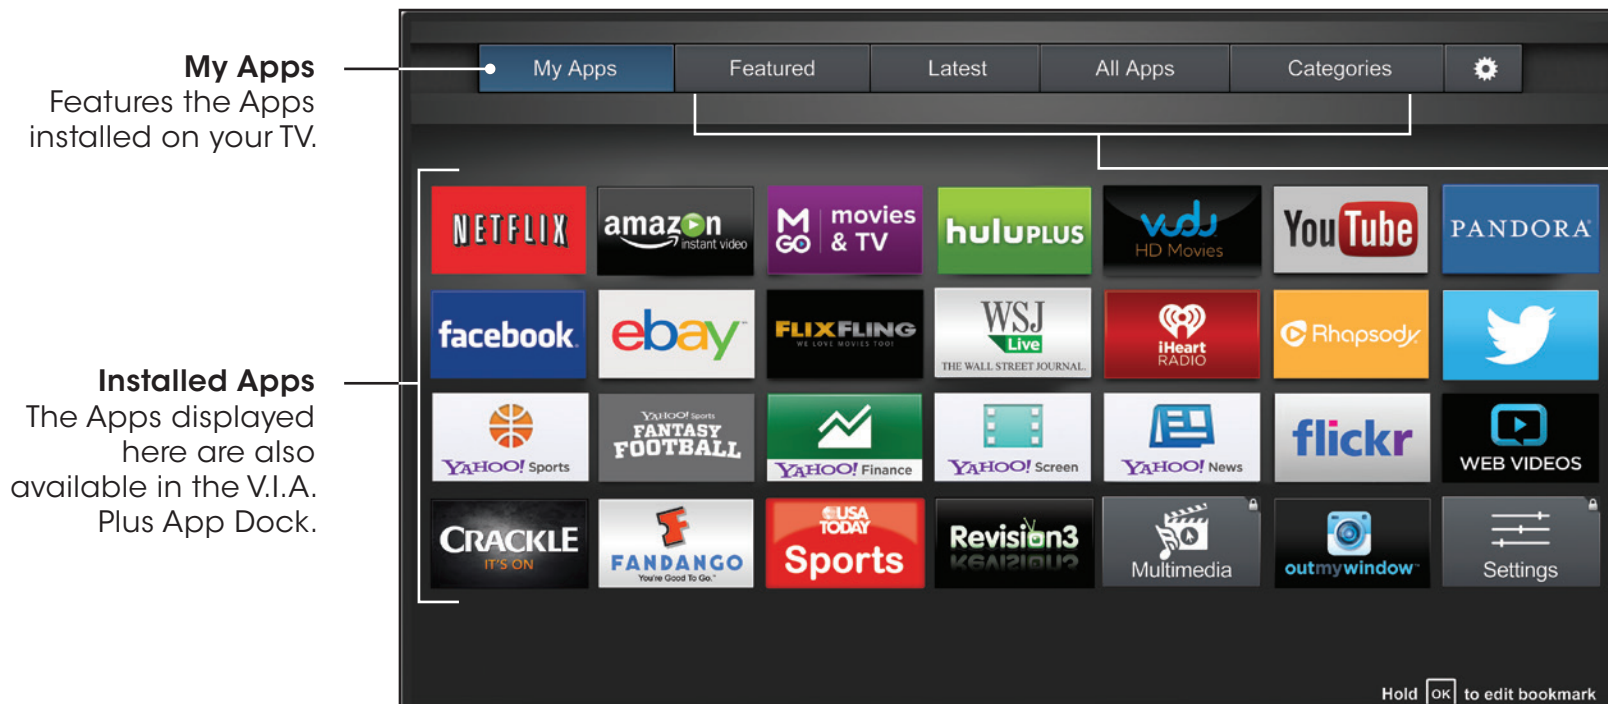 My Apps
Features the Apps
installed on your TV.
Installed Apps
The Apps displayed
here are also
available in the V.I.A.
Plus App Dock.
My Apps Featured Latest All Apps Categories
NETFLIX
amazon
instant video
M
GO
movies
& TV
huluPLUS
vudu
HD Movies
YouTube
PANDORA
facebook.
ebay™
FLIXFLING
WE LOVE MOVIES TOO!
WSJ
Live
THE WALL STREET JOURNAL.
iHeart
RADIO
Rhapsody
YAHOO! Sports
YAHOO! Sports
FANTASY
FOOTBALL
YAHOO! Finance
YAHOO! Screen
YAHOO! News
flickr
WEB VIDEOS
CRACKLE
IT'S ON
FANDANGO
You're Good To Go.™
USA
TODAY
Sports
Revision3
Multimedia
outmywindow™
Settings
Hold OK to edit bookmark